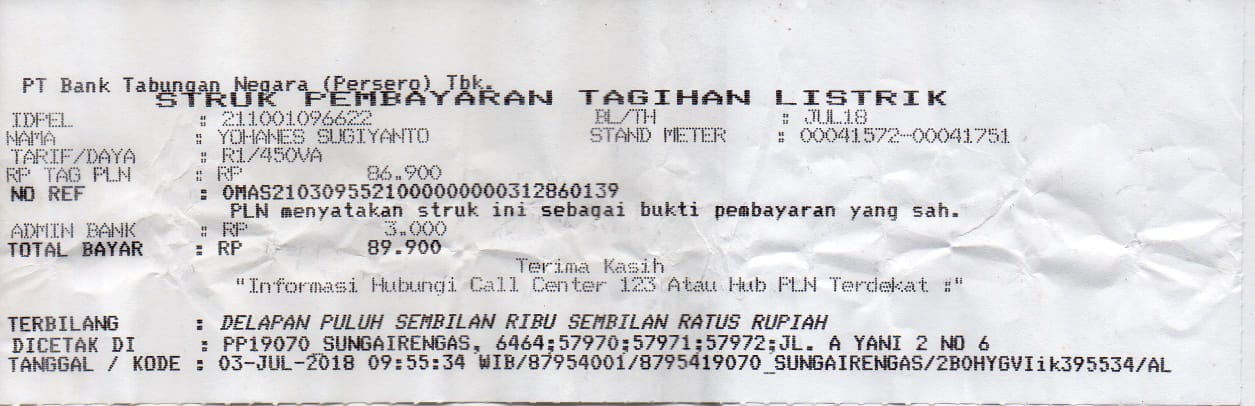 PT Bank Tabungan Negara (Persero) Tbk.
STRUK PEMBAYARAN TAGIHAN LISTRIK
IDPEL : 211001096622 BL/TH : JUL18
NAMA : YOHANES SUGIYANTO STAND METER : 00041572-00041751
TARIF/DAYA : R1/450VA
RP TAG PLN : RP 86.900
NO REF : 0MAS21030955210000000000312860139
PLN menyatakan struk ini sebagai bukti pembayaran yang sah.
ADMIN BANK : RP 3.000
TOTAL BAYAR : RP 89.900
Terima Kasih
"Informasi Hubungi Call Center 123 Atau Hub PLN Terdekat :"
TERBILANG : DELAPAN PULUH SEMBILAN RIBU SEMBILAN RATUS RUPIAH
DICETAK DI : PP19070_SUNGAIRENGAS, 6464;57970;57971;57972;JL. A YANI 2 NO 6
TANGGAL / KODE : 03-JUL-2018 09:55:34 WIB/87954001/8795419070_SUNGAIRENGAS/2BOHYGVIik395534/AL